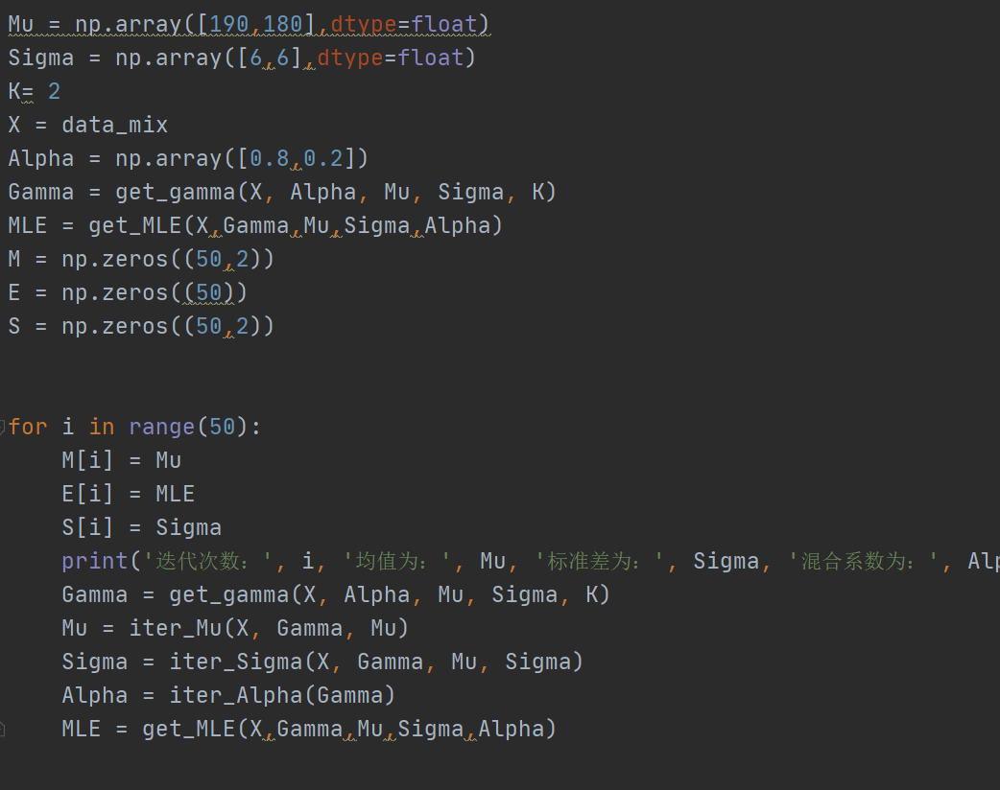 Mu = np.array([190,180],dtype=float)
Sigma = np.array([6,6],dtype=float)
K= 2
X = data_mix
Alpha = np.array([0.8,0.2])
Gamma = get_gamma(X, Alpha, Mu, Sigma, K)
MLE = get_MLE(X,Gamma,Mu,Sigma,Alpha)
M = np.zeros((50,2))
E = np.zeros((50))
S = np.zeros((50,2))
for i in range(50):
    M[i] = Mu
    E[i] = MLE
    S[i] = Sigma
    print('迭代次数：', i, '均值为：', Mu, '标准差为：', Sigma, '混合系数为：', Alp
    Gamma = get_gamma(X, Alpha, Mu, Sigma, K)
    Mu = iter_Mu(X, Gamma, Mu)
    Sigma = iter_Sigma(X, Gamma, Mu, Sigma)
    Alpha = iter_Alpha(Gamma)
    MLE = get_MLE(X,Gamma,Mu,Sigma,Alpha)